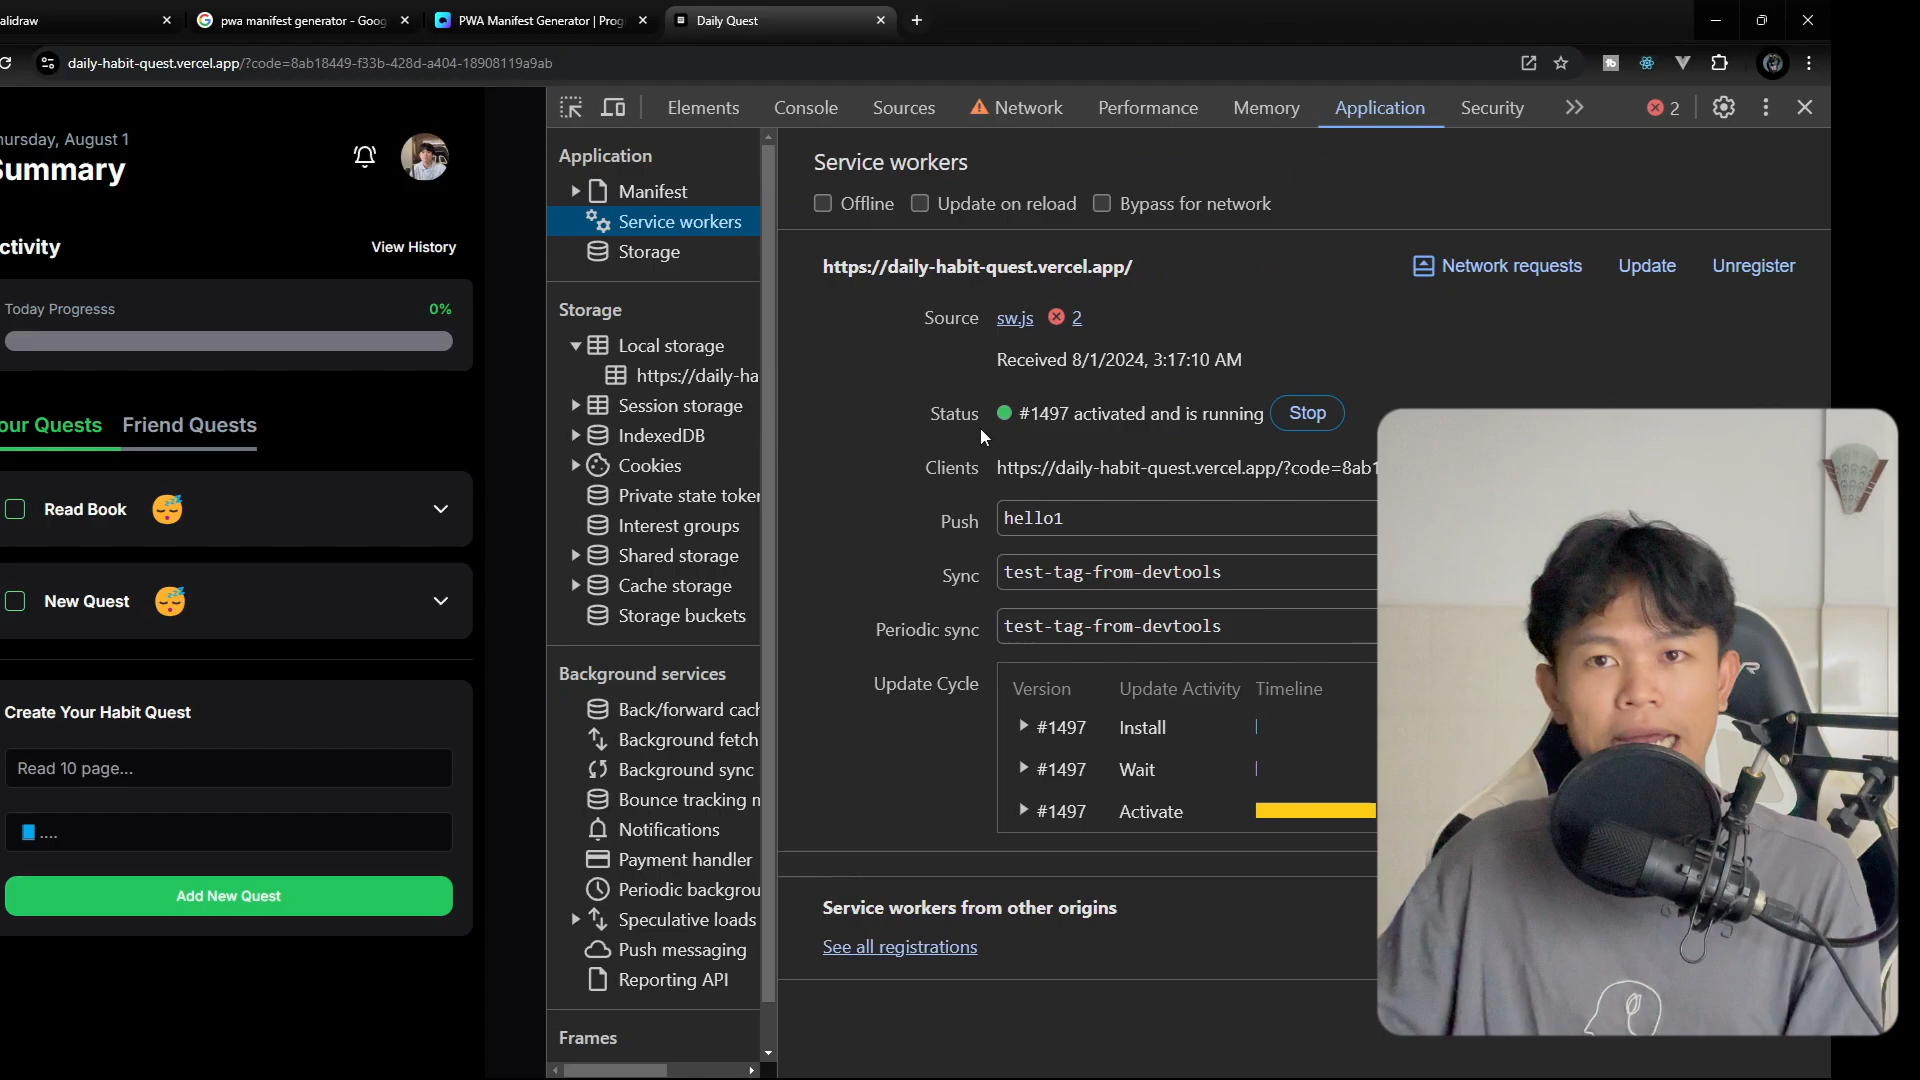 alidraw
pwa manifest generator - Goog
PWA Manifest Generator | Prog
Daily Quest
daily-habit-quest.vercel.app/?code=8ab18449-f33b-428d-a404-18908119a9ab
Elements
Console
Sources
Network
Performance
Memory
Application
Security
2
hursday, August 1
Summary
ctivity
View History
Today Progresss
0%
our Quests
Friend Quests
Read Book
New Quest
Create Your Habit Quest
Read 10 page...
....
Add New Quest
Application
Manifest
Service workers
Storage
Storage
Local storage
https://daily-ha
Session storage
IndexedDB
Cookies
Private state toker
Interest groups
Shared storage
Cache storage
Storage buckets
Background services
Back/forward cach
Background fetch
Background sync
Bounce tracking m
Notifications
Payment handler
Periodic backgrou
Speculative loads
Push messaging
Reporting API
Frames
Service workers
Offline
Update on reload
Bypass for network
https://daily-habit-quest.vercel.app/
Network requests
Update
Unregister
Source
sw.js
2
Received 8/1/2024, 3:17:10 AM
Status
#1497 activated and is running
Stop
Clients
https://daily-habit-quest.vercel.app/?code=8ab1
Push
hello1
Sync
test-tag-from-devtools
Periodic sync
test-tag-from-devtools
Update Cycle
Version
Update Activity
Timeline
#1497
Install
#1497
Wait
#1497
Activate
Service workers from other origins
See all registrations